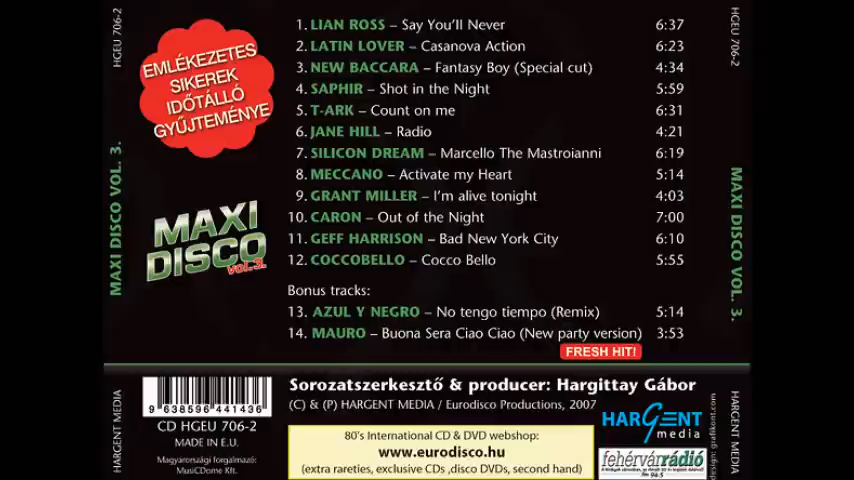 HGEU 706-2
MAXI DISCO VOL. 3.
HARGENT MEDIA
EMLÉKEZETES
SIKEREK
IDŐTÁLLÓ
GYŰJTEMÉNYE
MAXI
DISCO
vol.3.
1. LIAN ROSS – Say You'll Never 6:37
2. LATIN LOVER – Casanova Action 6:23
3. NEW BACCARA – Fantasy Boy (Special cut) 4:34
4. SAPHIR – Shot in the Night 5:59
5. T-ARK – Count on me 6:31
6. JANE HILL – Radio 4:21
7. SILICON DREAM – Marcello The Mastroianni 6:19
8. MECCANO – Activate my Heart 5:14
9. GRANT MILLER – I'm alive tonight 4:03
10. CARON – Out of the Night 7:00
11. GEFF HARRISON – Bad New York City 6:10
12. COCCOBELLO – Cocco Bello 5:55
Bonus tracks:
13. AZUL Y NEGRO – No tengo tiempo (Remix) 5:14
14. MAURO – Buona Sera Ciao Ciao (New party version) 3:53
FRESH HIT!
9 638596 441436
CD HGEU 706-2
MADE IN E.U.
Magyarországi forgalmazó:
MusiCDome Kft.
Sorozatszerkesztő & producer: Hargittay Gábor
(C) & (P) HARGENT MEDIA / Eurodisco Productions, 2007
80's International CD & DVD webshop:
www.eurodisco.hu
(extra rareties, exclusive CDs ,disco DVDs, second hand)
HARGENT
media
fehérvárrádió
fm 94.5
HGEU 706-2
MAXI DISCO VOL. 3.
HARGENT MEDIA
design: grafikont.com